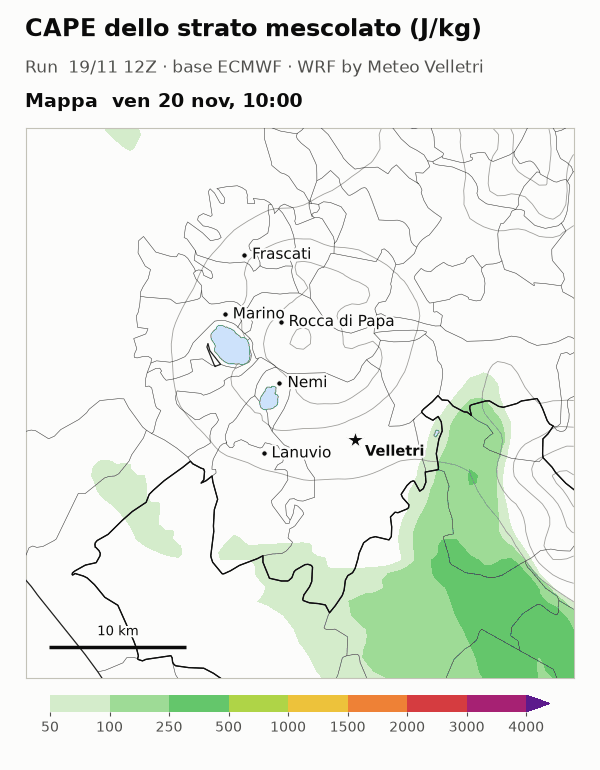 CAPE dello strato mescolato (J/kg)
Run  19/11 12Z · base ECMWF · WRF by Meteo Velletri
Mappa  ven 20 nov, 10:00
Frascati
Marino
Rocca di Papa
Nemi
Velletri
Lanuvio
10 km
50 100 250 500 1000 1500 2000 3000 4000